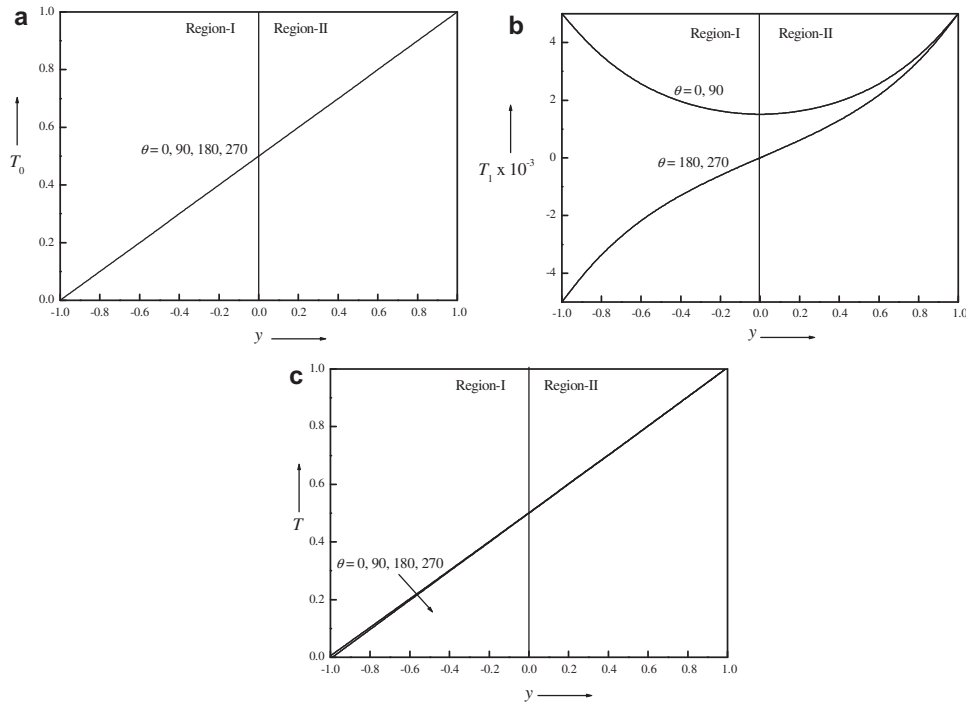 a
Region-I Region-II
1.0
0.8
0.6
0.4
0.2
0.0
T0
θ = 0, 90, 180, 270
-1.0 -0.8 -0.6 -0.4 -0.2 0.0 0.2 0.4 0.6 0.8 1.0
y
b
Region-I Region-II
4
2
0
-2
-4
T1 x 10-3
θ = 0, 90
θ = 180, 270
-1.0 -0.8 -0.6 -0.4 -0.2 0.0 0.2 0.4 0.6 0.8 1.0
y
c
Region-I Region-II
1.0
0.8
0.6
0.4
0.2
0.0
T
θ = 0, 90, 180, 270
-1.0 -0.8 -0.6 -0.4 -0.2 0.0 0.2 0.4 0.6 0.8 1.0
y